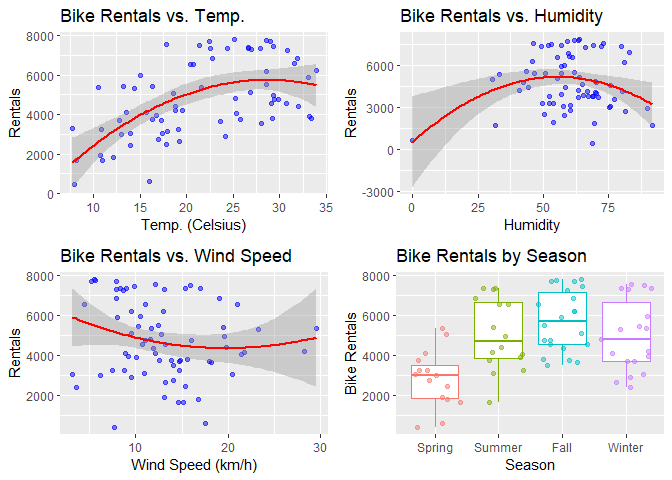 Bike Rentals vs. Temp.
Rentals
8000
6000
4000
2000
0
10
15
20
25
30
35
Temp. (Celsius)
Bike Rentals vs. Humidity
Rentals
6000
3000
0
-3000
0
25
50
75
Humidity
Bike Rentals vs. Wind Speed
Rentals
8000
6000
4000
2000
10
20
30
Wind Speed (km/h)
Bike Rentals by Season
Bike Rentals
8000
6000
4000
2000
Spring
Summer
Fall
Winter
Season